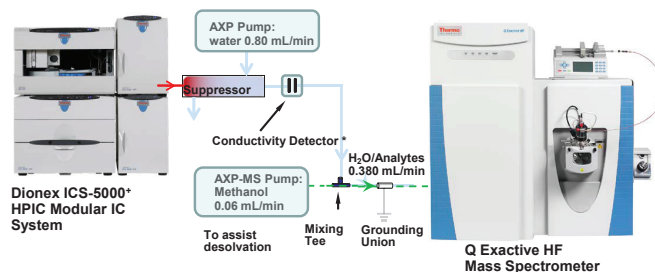 AXP Pump:
water 0.80 mL/min
Suppressor
Conductivity Detector *
Thermo
Q Exactive HF
H₂O/Analytes
0.380 mL/min
AXP-MS Pump:
Methanol
0.06 mL/min
To assist
desolvation
Mixing
Tee
Grounding
Union
Dionex ICS-5000⁺
HPIC Modular IC
System
Q Exactive HF
Mass Spectrometer